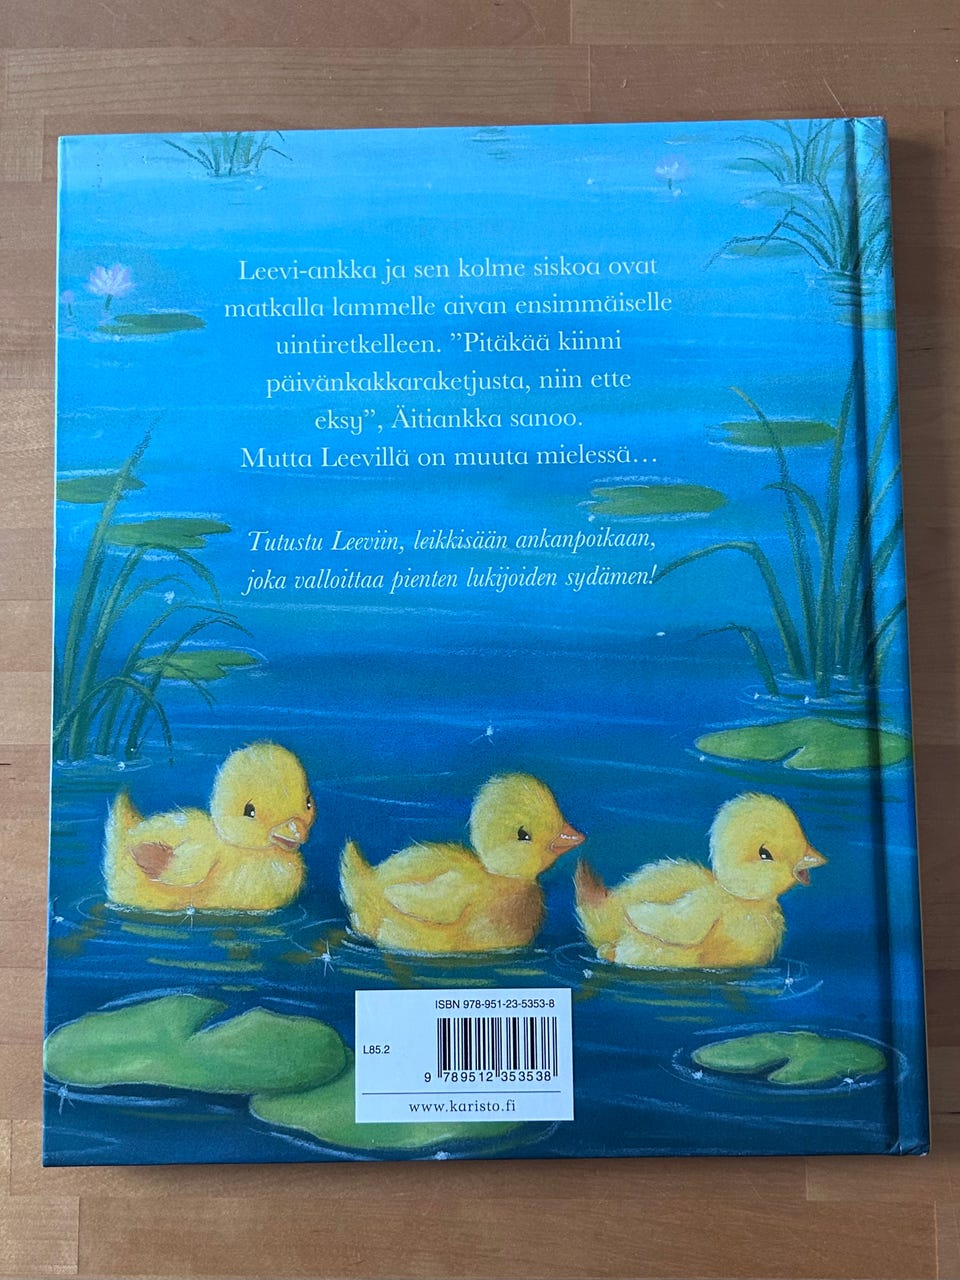 Leevi-ankka ja sen kolme siskoa ovat
matkalla lammelle aivan ensimmäiselle
uintiretkelleen. ”Pitäkää kiinni
päivänkakkaraketjusta, niin ette
eksy”, Äitiankka sanoo.
Mutta Leevillä on muuta mielessä...
Tutustu Leeviin, leikkisään ankanpoikaan,
joka valloittaa pienten lukijoiden sydämen!
ISBN 978-951-23-5353-8
L85.2
9 789512 353538
www.karisto.fi